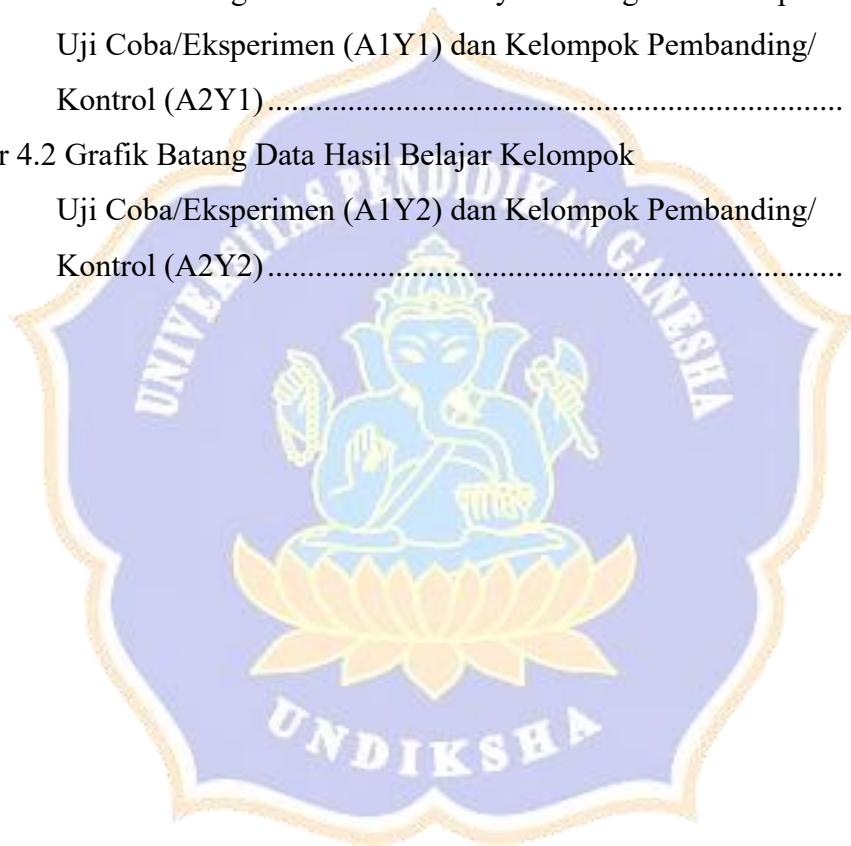 Uji Coba/Eksperimen (A1Y1) dan Kelompok Pembanding/
Kontrol (A2Y1)............................................................
r 4.2 Grafik Batang Data Hasil Belajar Kelompok
Uji Coba/Eksperimen (A1Y2) dan Kelompok Pembanding/
Kontrol (A2Y2)............................................................
UNIVERSITAS PENDIDIKAN GANESHA
UNDIKSHA